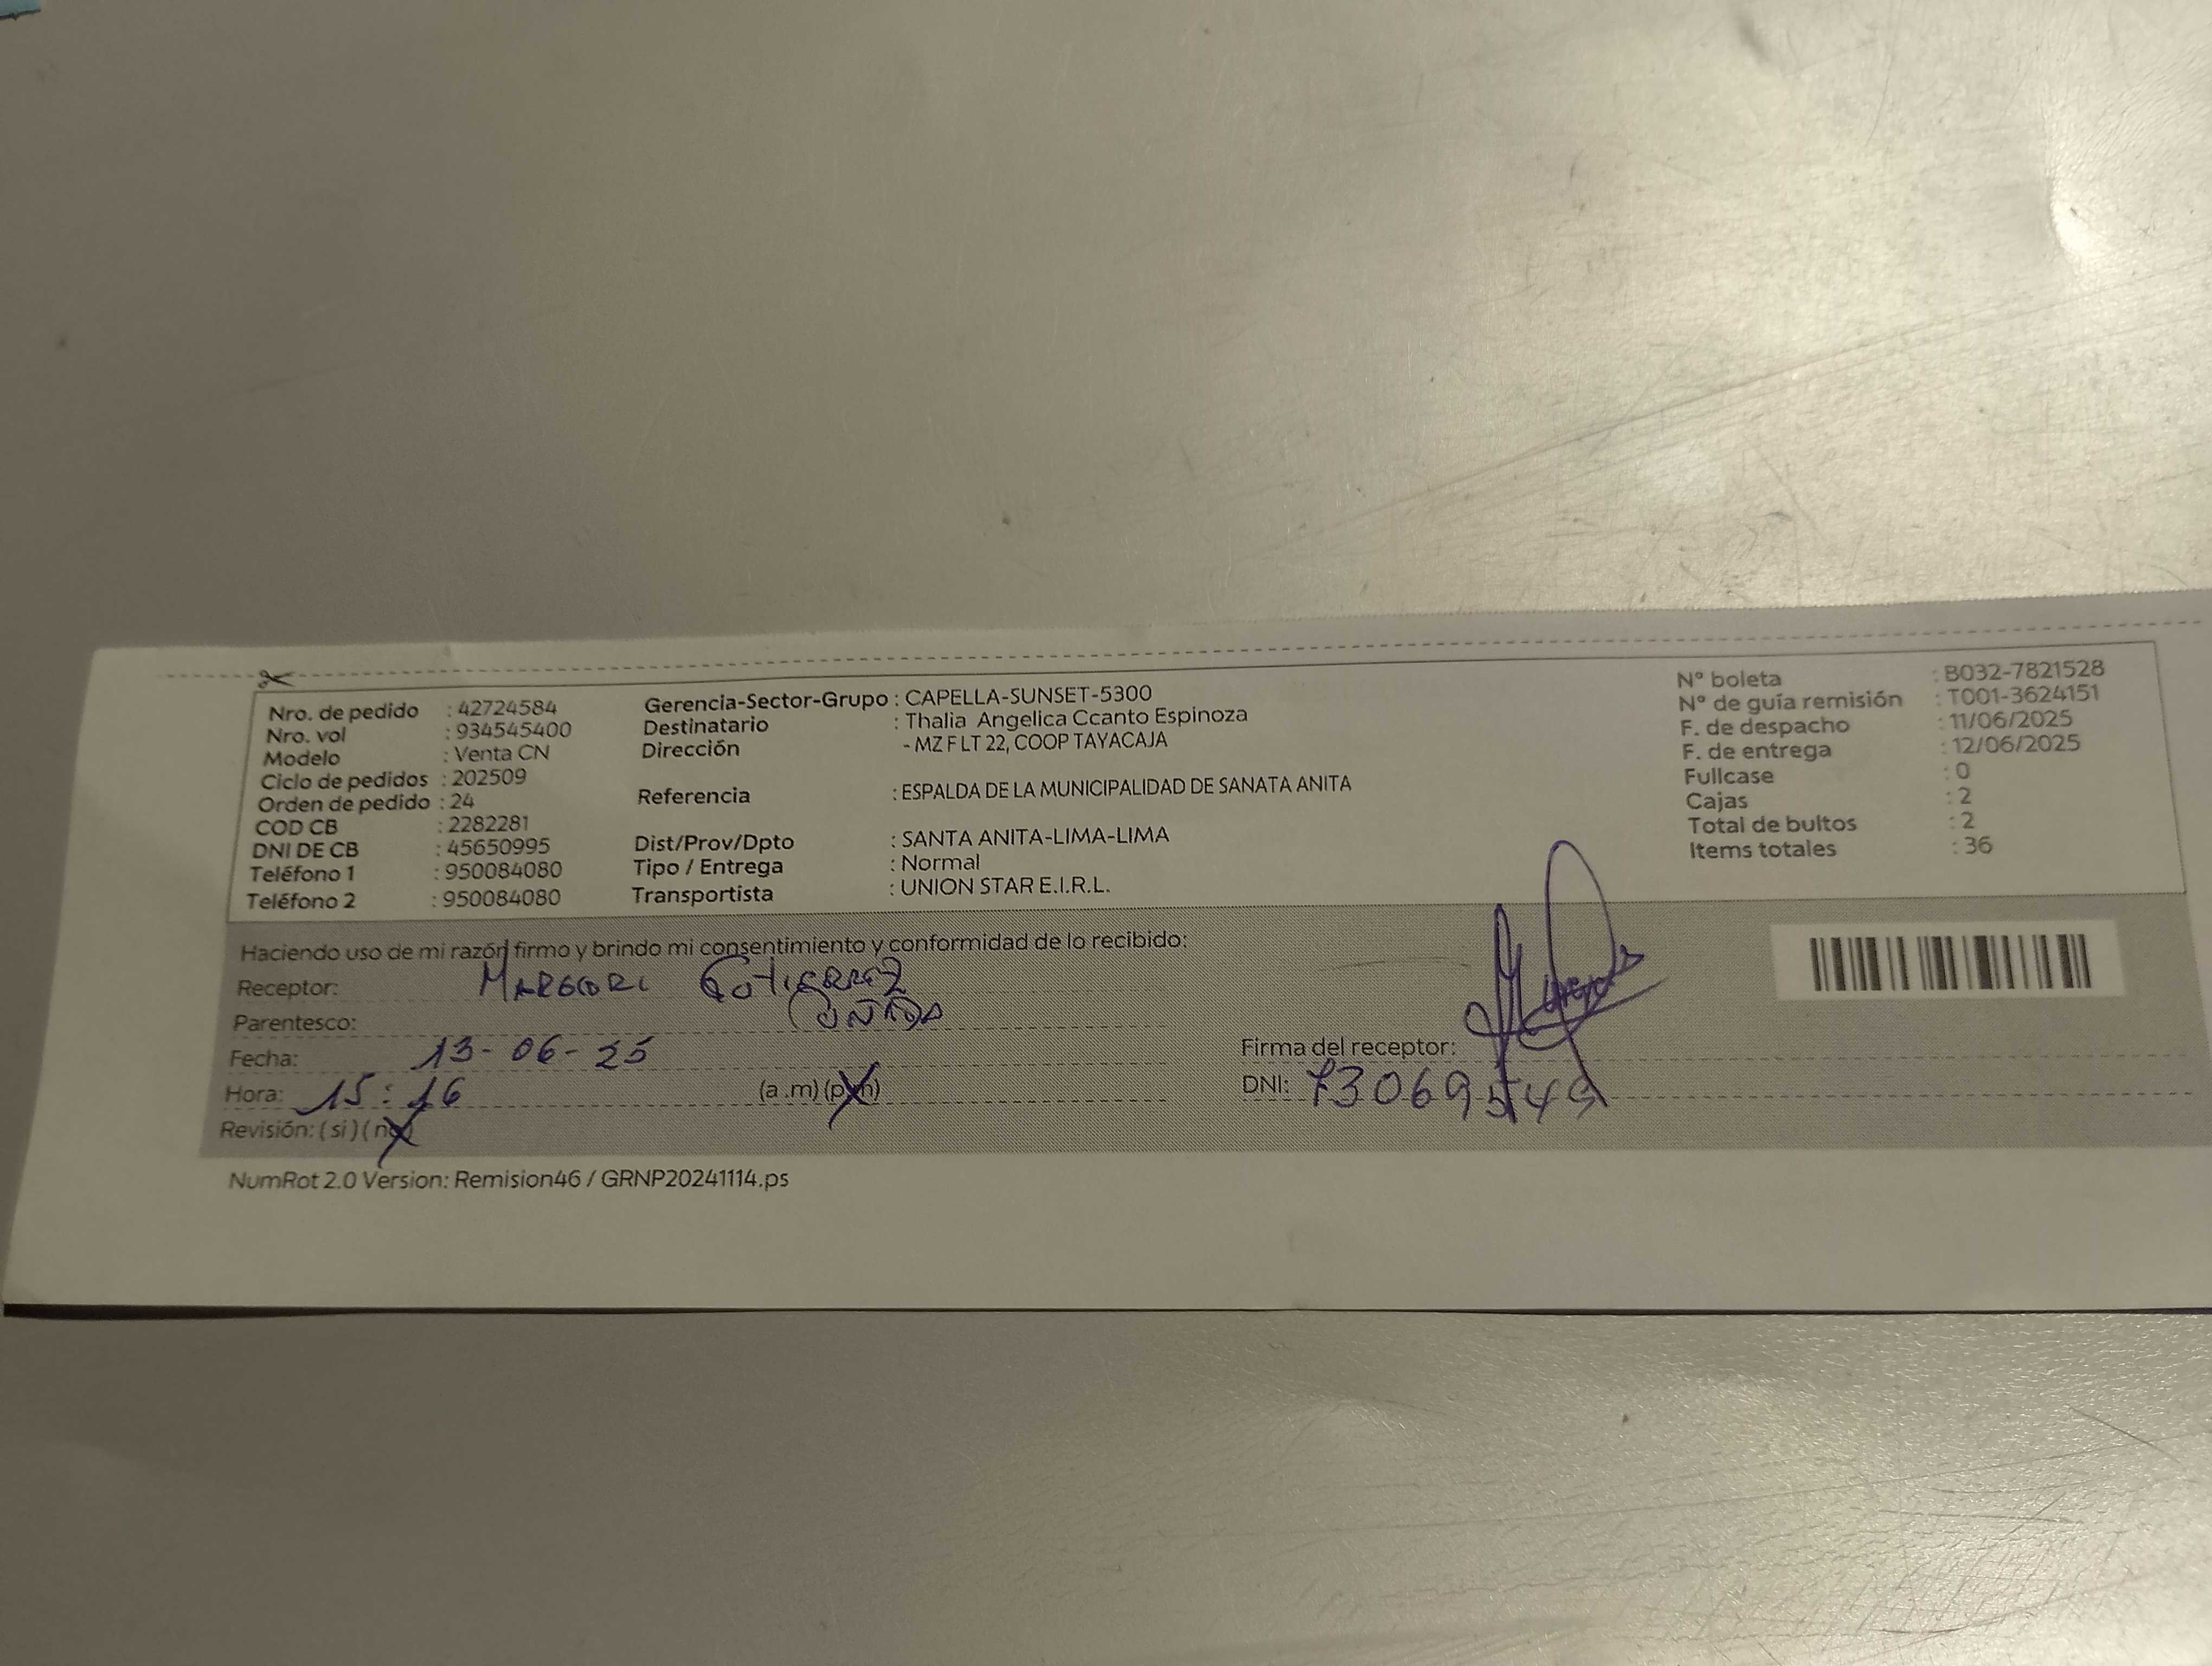 Nro. de pedido : 42724584
Nro. vol : 934545400
Modelo : Venta CN
Ciclo de pedidos : 202509
Orden de pedido : 24
COD CB : 2282281
DNI DE CB : 45650995
Teléfono 1 : 950084080
Teléfono 2 : 950084080
Gerencia-Sector-Grupo : CAPELLA-SUNSET-5300
Destinatario : Thalia Angelica Ccanto Espinoza
Dirección - MZ F LT 22, COOP TAYACAJA
Referencia : ESPALDA DE LA MUNICIPALIDAD DE SANATA ANITA
Dist/Prov/Dpto : SANTA ANITA-LIMA-LIMA
Tipo / Entrega : Normal
Transportista : UNION STAR E.I.R.L.
N° boleta : B032-7821528
N° de guía remisión : T001-3624151
F. de despacho : 11/06/2025
F. de entrega : 12/06/2025
Fullcase : 0
Cajas : 2
Total de bultos : 2
Items totales : 36
Haciendo uso de mi razón firmo y brindo mi consentimiento y conformidad de lo recibido:
Receptor: Gutierrez
Parentesco:
Fecha: 13-06-25
Hora: 15:16 (a.m) (p.m)
Revisión: (si) (no)
Firma del receptor:
DNI:
NumRot 2.0 Version: Remision46 / GRNP20241114.ps